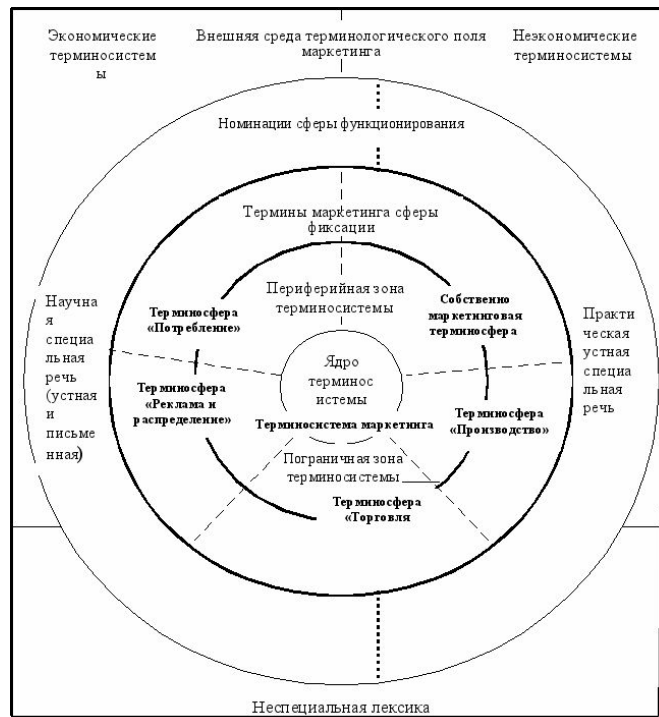 Экономические
терминосистем
ы
Внешняя среда терминологического поля
маркетинга
Неэкономические
терминосистемы
Номинации сферы функционирования
Термины маркетинга сферы
фиксации
Периферийная зона
терминосистемы
Терминосфера
«Потребление»
Собственно
маркетинговая
терминосфера
Научна
я
специа
льная
речь
(устная
и
письме
нная)
Практи
ческая
устная
специ
альная
речь
Ядро
терминос
истемы
Терминосфера
«Реклама и
распределение»
Терминосистема маркетинга
Терминосфера
«Производство»
Пограничная зона
терминосистемы
Терминосфера
«Торговля
Неспециальная лексика